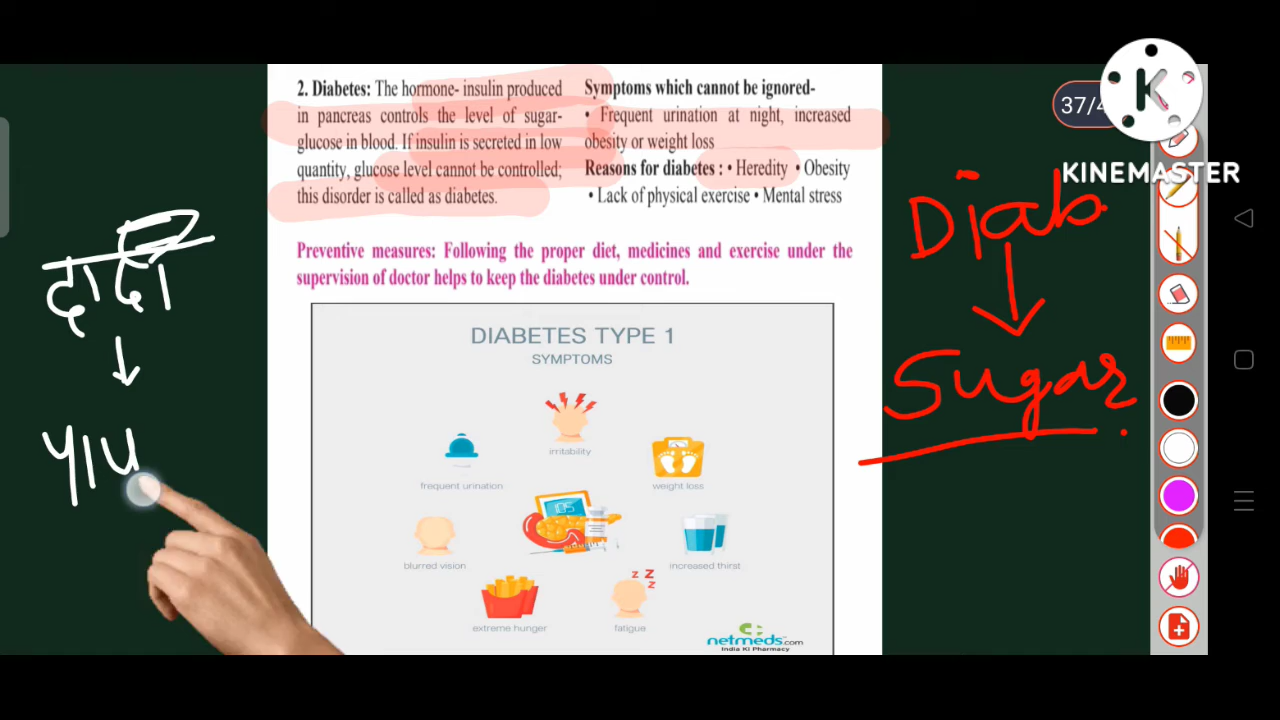 37/4
KINEMASTER
2. Diabetes: The hormone- insulin produced
in pancreas controls the level of sugar-
glucose in blood. If insulin is secreted in low
quantity, glucose level cannot be controlled;
this disorder is called as diabetes.
Symptoms which cannot be ignored-
• Frequent urination at night, increased
obesity or weight loss
Reasons for diabetes : • Heredity • Obesity
• Lack of physical exercise • Mental stress
Preventive measures: Following the proper diet, medicines and exercise under the
supervision of doctor helps to keep the diabetes under control.
दादा
Diab
Sugar
DIABETES TYPE 1
SYMPTOMS
irritability
frequent urination
weight loss
105
blurred vision
increased thirst
extreme hunger
z z z
fatigue
netmeds.com
India Ki Pharmacy